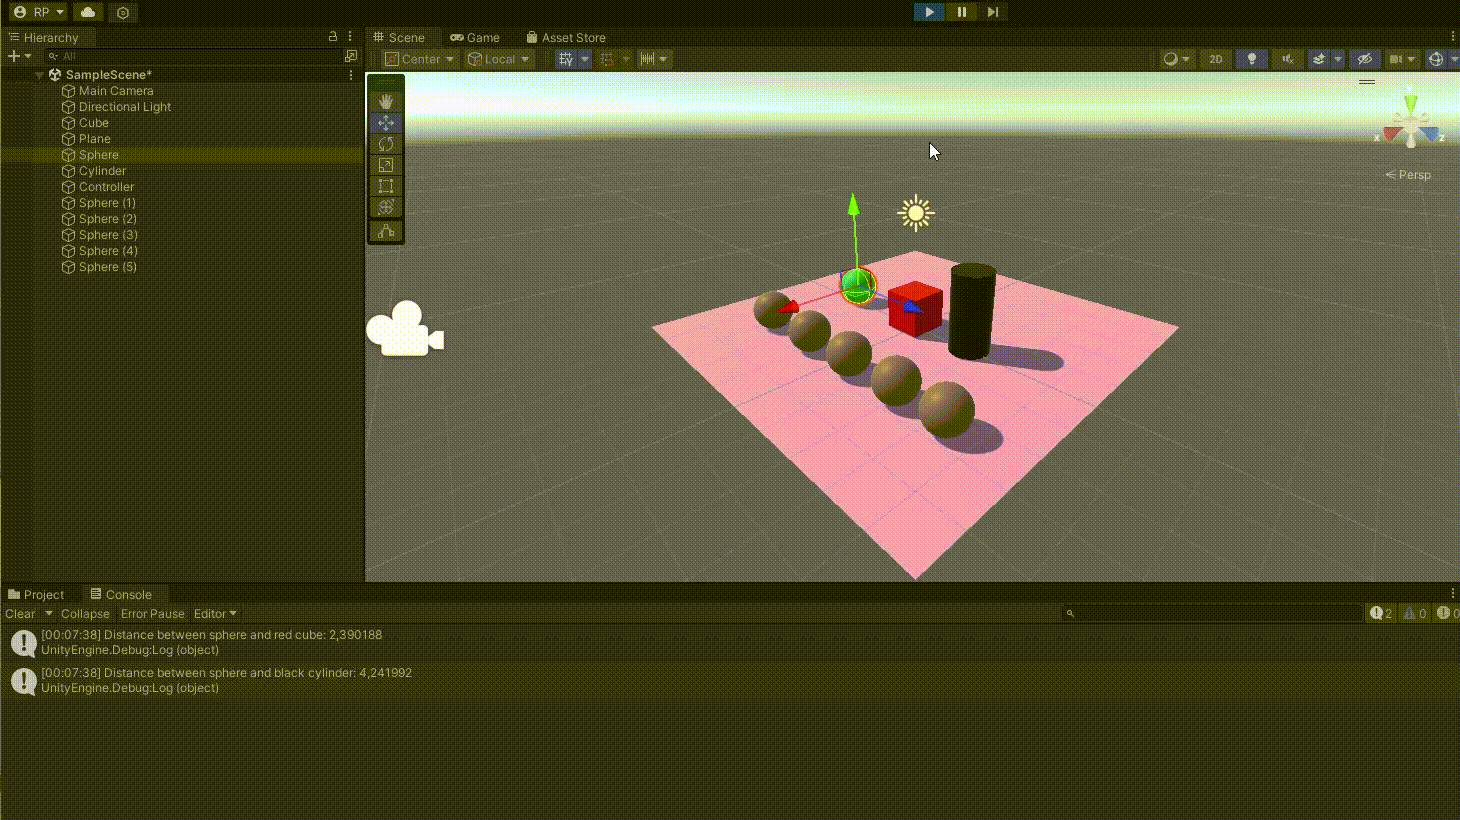 RP
Hierarchy
All
SampleScene*
Main Camera
Directional Light
Cube
Plane
Sphere
Cylinder
Controller
Sphere (1)
Sphere (2)
Sphere (3)
Sphere (4)
Sphere (5)
Scene Game Asset Store
Center Local 2D
x z
Persp
Project Console
Clear Collapse Error Pause Editor 2 0 0
[00:07:38] Distance between sphere and red cube: 2,390188
UnityEngine.Debug:Log (object)
[00:07:38] Distance between sphere and black cylinder: 4,241992
UnityEngine.Debug:Log (object)